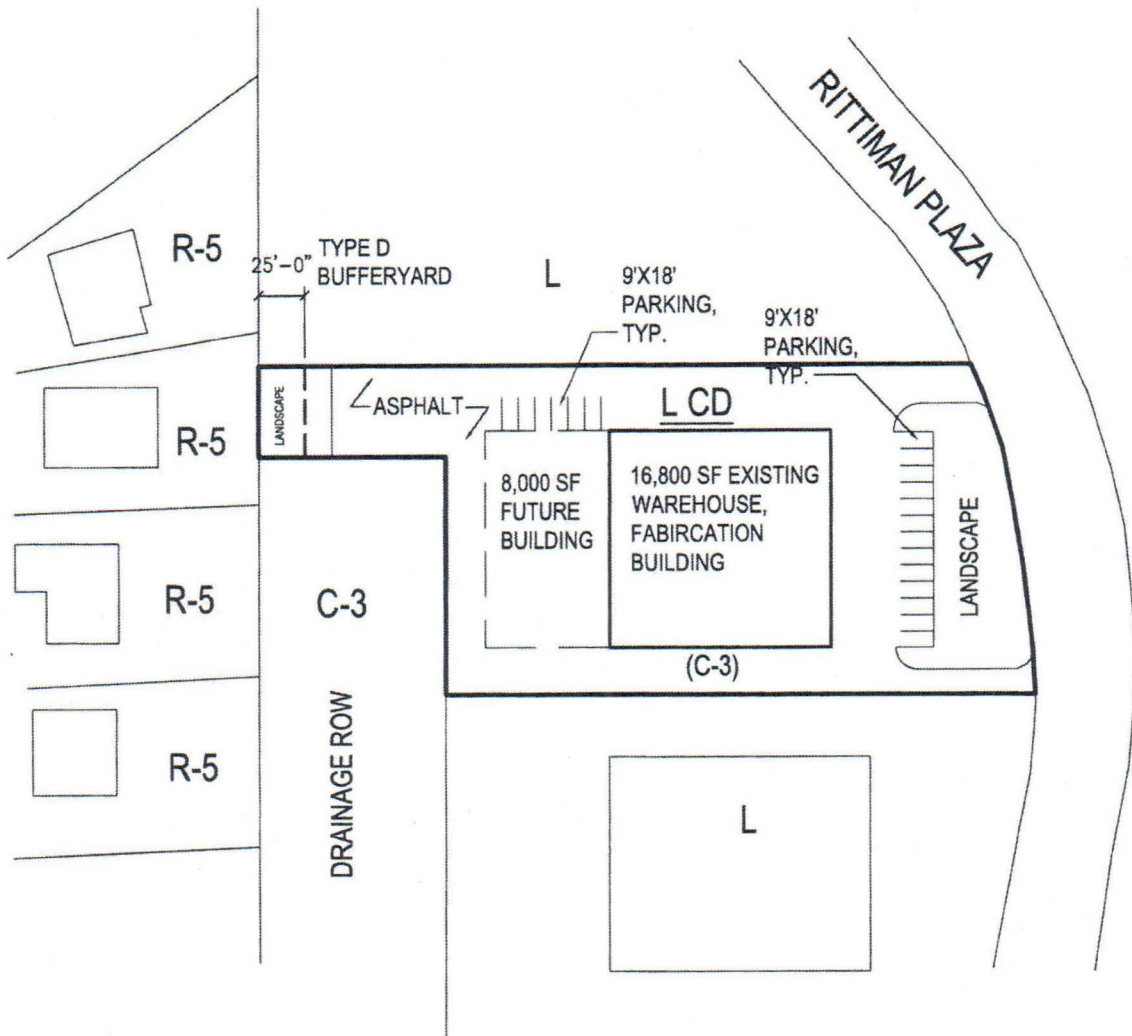 RITTIMAN PLAZA
R-5
25'-0"
TYPE D
BUFFERYARD
L
9'X18'
PARKING,
TYP.
9'X18'
PARKING,
TYP.
LANDSCAPE
ASPHALT
L CD
R-5
8,000 SF
FUTURE
BUILDING
16,800 SF EXISTING
WAREHOUSE,
FABIRCATION
BUILDING
LANDSCAPE
R-5
C-3
(C-3)
R-5
DRAINAGE ROW
L